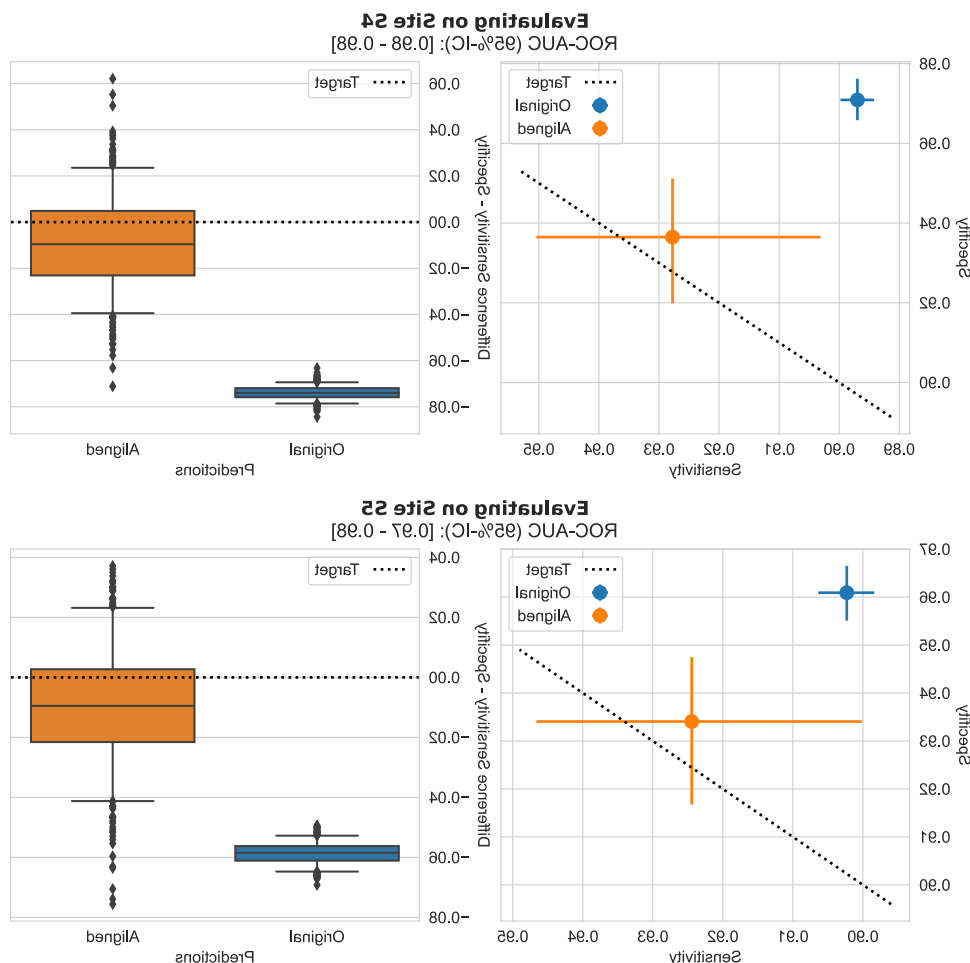 Evaluating on Site S4
ROC-AUC (95%-IC): [0.98 - 0.98]
Specifity
0.98
0.96
0.94
0.92
0.90
Target
Original
Aligned
0.89 0.90 0.91 0.92 0.93 0.94 0.95
Sensitivity
Difference Sensitivity - Specifity
0.06
0.04
0.02
0.00
−0.02
−0.04
−0.06
−0.08
Target
Original Aligned
Predictions
Evaluating on Site S5
ROC-AUC (95%-IC): [0.97 - 0.98]
Specifity
0.97
0.96
0.95
0.94
0.93
0.92
0.91
0.90
Target
Original
Aligned
0.90 0.91 0.92 0.93 0.94 0.95
Sensitivity
Difference Sensitivity - Specifity
0.04
0.02
0.00
−0.02
−0.04
−0.06
−0.08
Target
Original Aligned
Predictions